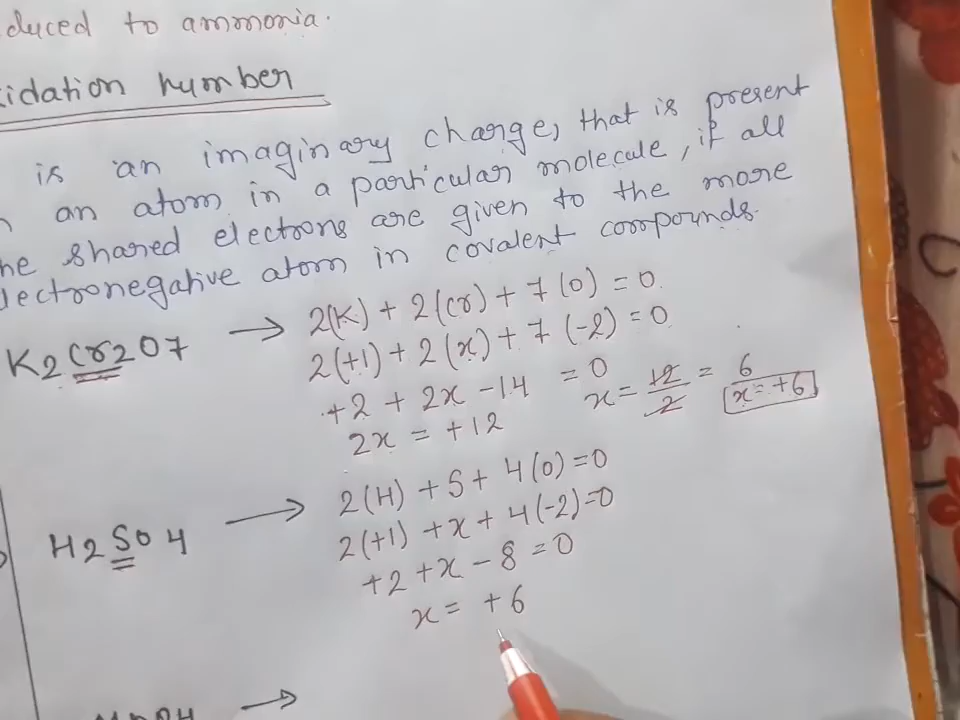 duced to ammonia.
idation number
is an imaginary charge, that is present
an atom in a particular molecule, if all
he shared electrons are given to the more
lectronegative atom in covalent compounds.
K2Cr2O7 → 2(K) + 2(Cr) + 7(O) = 0.
2(+1) + 2(x) + 7(-2) = 0
+2 + 2x - 14 = 0
2x = +12
x = +12/2 = 6
x = +6
H2SO4 → 2(H) + S + 4(O) = 0
2(+1) + x + 4(-2) = 0
+2 + x - 8 = 0
x = +6
→